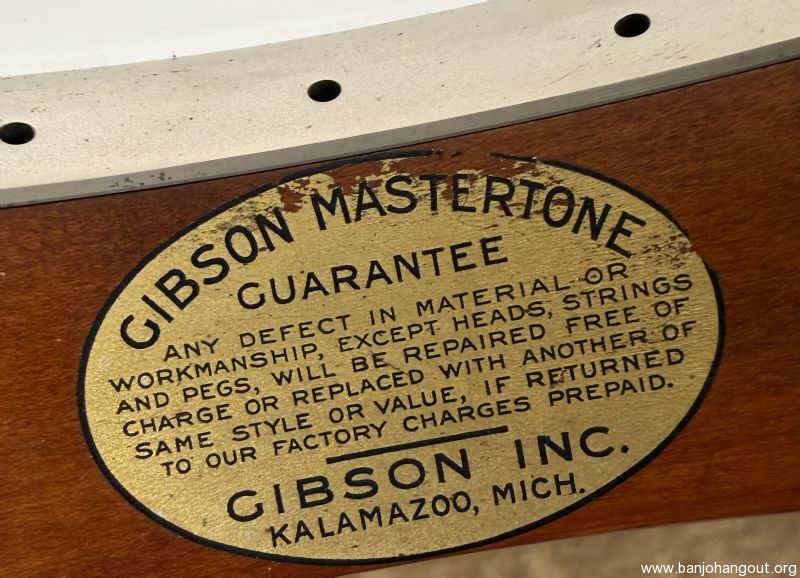 GIBSON MASTERTONE
GUARANTEE
ANY DEFECT IN MATERIAL OR
WORKMANSHIP, EXCEPT HEADS, STRINGS
AND PEGS, WILL BE REPAIRED FREE OF
CHARGE OR REPLACED WITH ANOTHER OF
SAME STYLE OR VALUE, IF RETURNED
TO OUR FACTORY CHARGES PREPAID.
GIBSON INC.
KALAMAZOO, MICH.
www.banjohangout.org